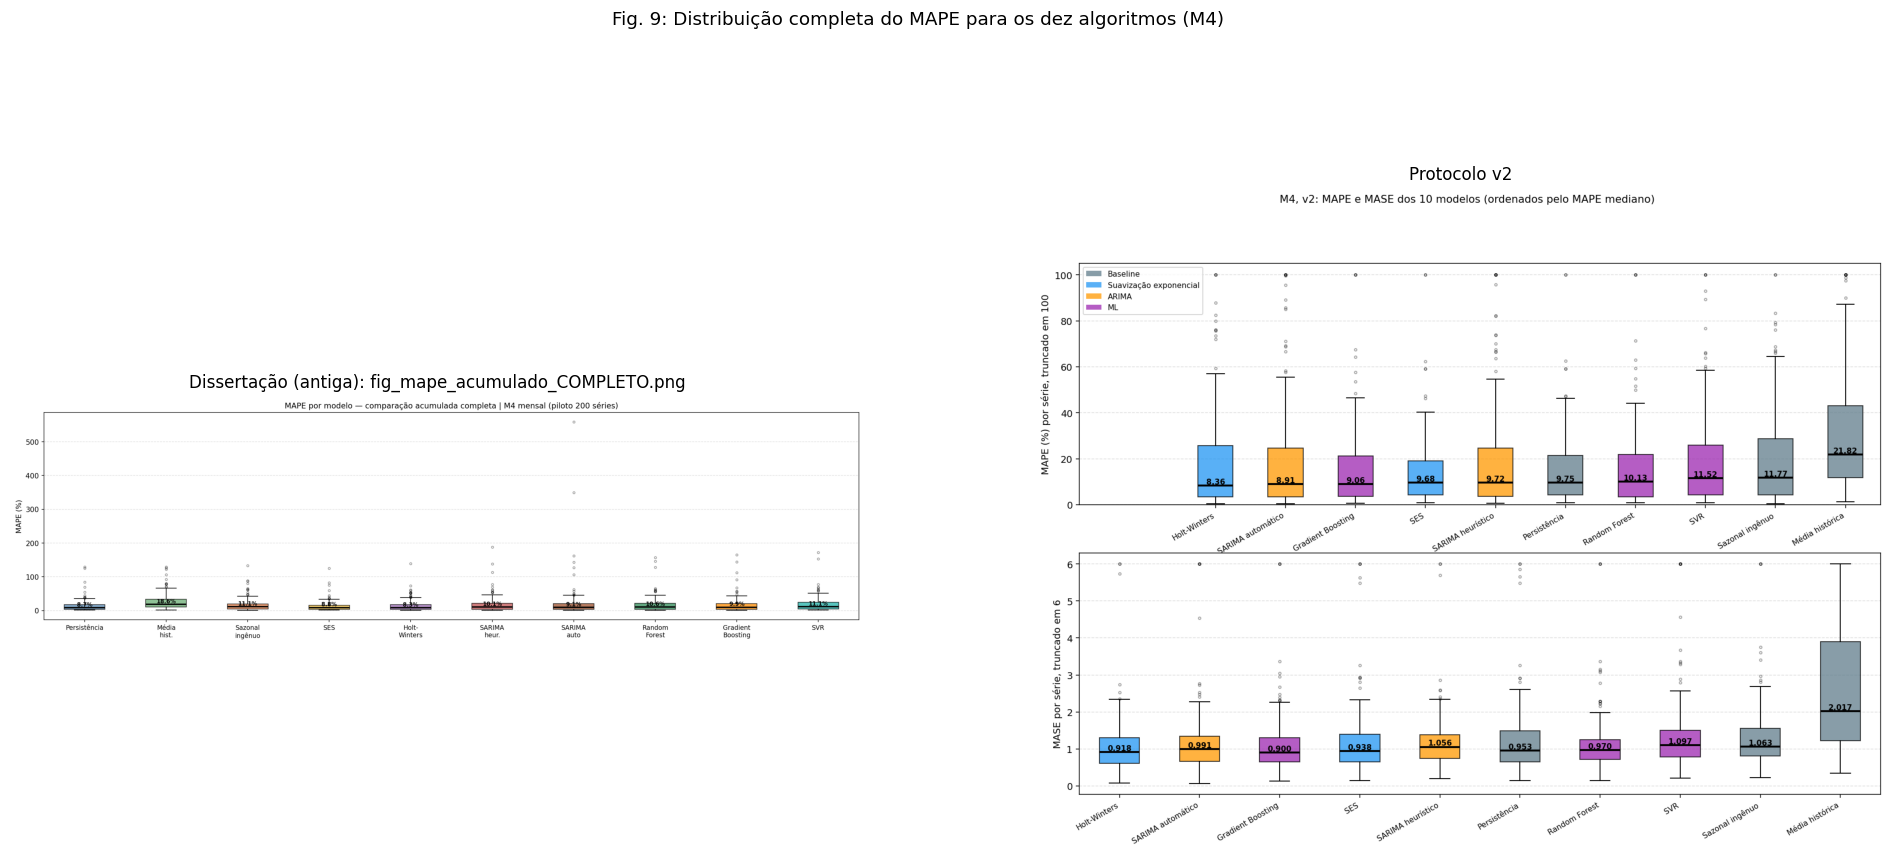 Fig. 9: Distribuição completa do MAPE para os dez algoritmos (M4)
Dissertação (antiga): fig_mape_acumulado_COMPLETO.png
MAPE por modelo — comparação acumulada completa | M4 mensal (piloto 200 séries)
MAPE (%)
500
400
300
200
100
0
11.1%
10.1%
11.1%
Persistência
Média
hist.
Sazonal
ingênuo
SES
Holt-
Winters
SARIMA
heur.
SARIMA
auto
Random
Forest
Gradient
Boosting
SVR
Protocolo v2
M4, v2: MAPE e MASE dos 10 modelos (ordenados pelo MAPE mediano)
MAPE (%) por série, truncado em 100
100
80
60
40
20
0
Baseline
Suavização exponencial
ARIMA
ML
8.36
8.91
9.06
9.68
9.72
9.75
10.13
11.52
11.77
21.82
Holt-Winters
SARIMA automático
Gradient Boosting
SES
SARIMA heurístico
Persistência
Random Forest
SVR
Sazonal ingênuo
Média histórica
MASE por série, truncado em 6
6
5
4
3
2
1
0
0.918
0.991
0.900
0.938
1.056
0.953
0.970
1.097
1.063
2.017
Holt-Winters
SARIMA automático
Gradient Boosting
SES
SARIMA heurístico
Persistência
Random Forest
SVR
Sazonal ingênuo
Média histórica